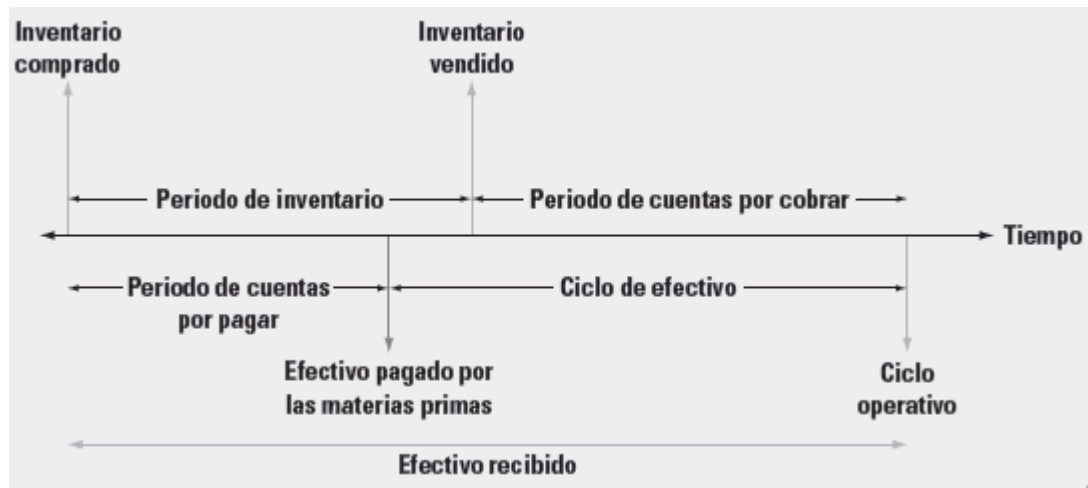 Inventario
comprado
Inventario
vendido
Periodo de inventario
Periodo de cuentas por cobrar
Tiempo
Periodo de cuentas
por pagar
Ciclo de efectivo
Efectivo pagado por
las materias primas
Ciclo
operativo
Efectivo recibido